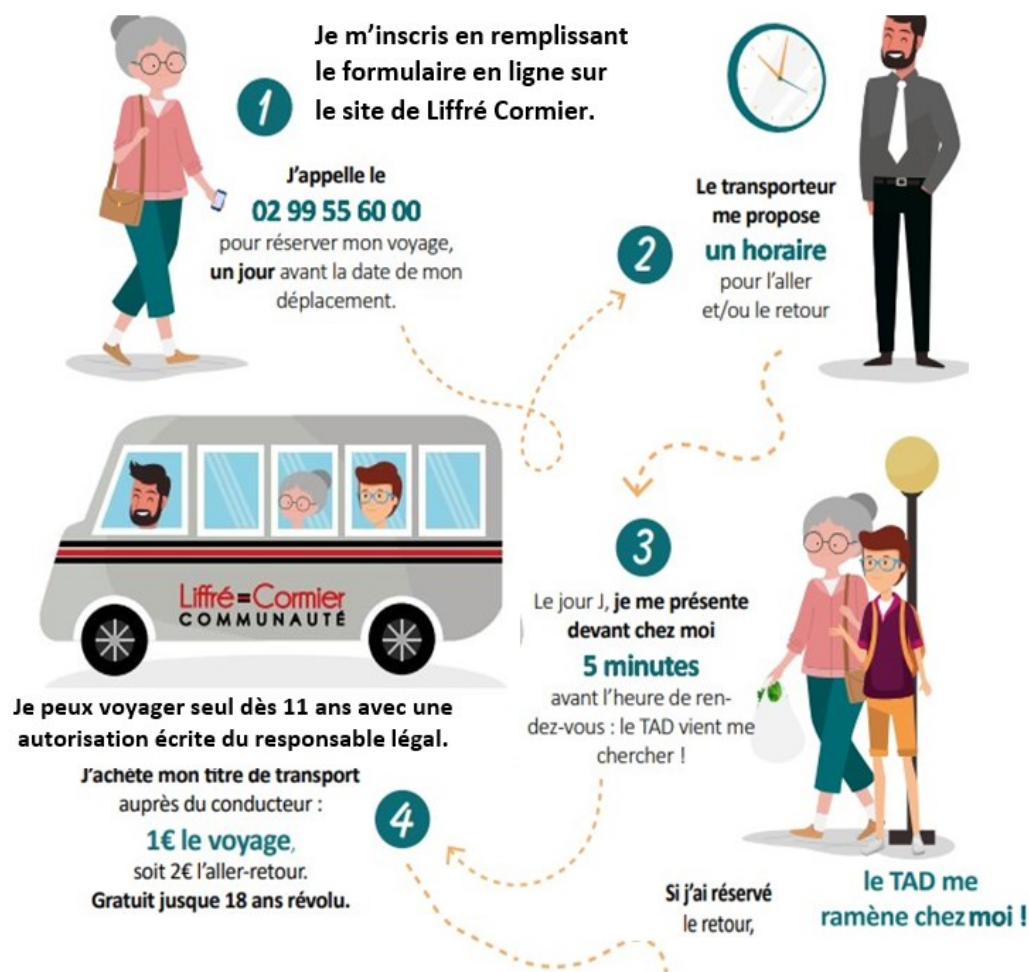 Je m’inscris en remplissant
le formulaire en ligne sur
le site de Liffré Cormier.
1
J’appelle le
02 99 55 60 00
pour réserver mon voyage,
un jour avant la date de mon
déplacement.
2
Le transporteur
me propose
un horaire
pour l’aller
et/ou le retour
3
Le jour J, je me présente
devant chez moi
5 minutes
avant l’heure de ren-
dez-vous : le TAD vient me
chercher !
Liffré=Cormier
COMMUNAUTÉ
Je peux voyager seul dès 11 ans avec une
autorisation écrite du responsable légal.
J’achète mon titre de transport
auprès du conducteur :
1€ le voyage,
soit 2€ l’aller-retour.
Gratuit jusque 18 ans révolu.
4
Si j’ai réservé
le retour,
le TAD me
ramène chez moi !